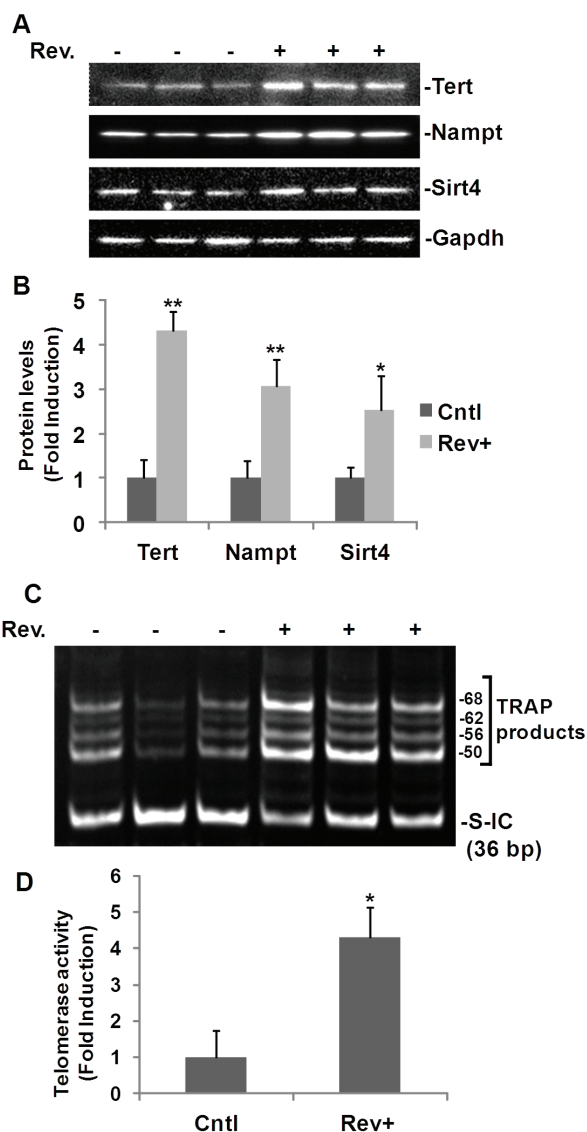 A
Rev. - - - + + +
-Tert
-Nampt
-Sirt4
-Gapdh
B
Protein levels
(Fold Induction)
5
4
3
2
1
0
** ** *
Cntl
Rev+
Tert Nampt Sirt4
C
Rev. - - - + + +
-68
-62
-56
-50
TRAP
products
-S-IC
(36 bp)
D
Telomerase activity
(Fold Induction)
6
5
4
3
2
1
0
*
Cntl Rev+